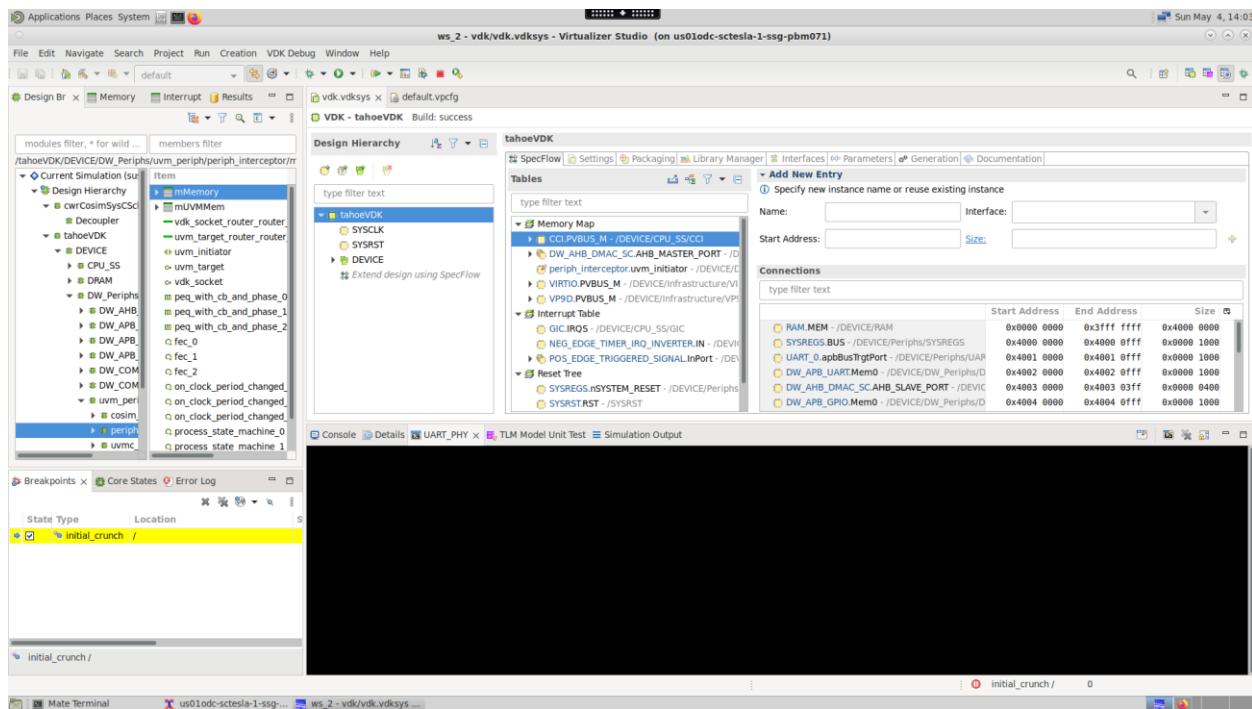 Applications Places System
Sun May 4, 14:03
ws_2 - vdk/vdk.vdksys - Virtualizer Studio (on us01odc-sctesla-1-ssg-pbm071)
File Edit Navigate Search Project Run Creation VDK Debug Window Help
default
Design Br Memory Interrupt Results
modules filter, * for wild ... members filter
/tahoeVDK/DEVICE/DW_Periphs/uvm_periph/periph_interceptor/m
Current Simulation (su
Design Hierarchy
cwrCosimSysCSci
Decoupler
tahoeVDK
DEVICE
CPU_SS
DRAM
DW_Periphs
DW_AHB_
DW_APB_
DW_APB_
DW_APB_
DW_COM
DW_COM
uvm_peri
cosim_
periph
uvmc_
Item
mMemory
mUVMMem
vdk_socket_router_router_
uvm_target_router_router_
uvm_initiator
uvm_target
vdk_socket
peq_with_cb_and_phase_0
peq_with_cb_and_phase_1
peq_with_cb_and_phase_2
fec_0
fec_1
fec_2
on_clock_period_changed_
on_clock_period_changed_
on_clock_period_changed_
process_state_machine_0
process_state_machine_1
Breakpoints Core States Error Log
State Type Location S
initial_crunch /
initial_crunch /
vdk.vdksys default.vpcfg
VDK - tahoeVDK Build: success
Design Hierarchy
type filter text
tahoeVDK
SYSCLK
SYSRST
DEVICE
Extend design using SpecFlow
tahoeVDK
SpecFlow Settings Packaging Library Manager Interfaces Parameters Generation Documentation
Tables
type filter text
Memory Map
CCI.PVBUS_M - /DEVICE/CPU_SS/CCI
DW_AHB_DMAC_SC.AHB_MASTER_PORT - /D
periph_interceptor.uvm_initiator - /DEVICE/D
VIRTIO.PVBUS_M - /DEVICE/Infrastructure/VI
VP9D.PVBUS_M - /DEVICE/Infrastructure/VP9
Interrupt Table
GIC.IRQS - /DEVICE/CPU_SS/GIC
NEG_EDGE_TIMER_IRQ_INVERTER.IN - /DEVI
POS_EDGE_TRIGGERED_SIGNAL.InPort - /DEV
Reset Tree
SYSREGS.nSYSTEM_RESET - /DEVICE/Periphs
SYSRST.RST - /SYSRST
Add New Entry
Specify new instance name or reuse existing instance
Name: Interface:
Start Address: Size:
Connections
type filter text
Start Address End Address Size
RAM.MEM - /DEVICE/RAM 0x0000 0000 0x3fff ffff 0x4000 0000
SYSREGS.BUS - /DEVICE/Periphs/SYSREGS 0x4000 0000 0x4000 0fff 0x0000 1000
UART_0.apbBusTrgtPort - /DEVICE/Periphs/UAR 0x4001 0000 0x4001 0fff 0x0000 1000
DW_APB_UART.Mem0 - /DEVICE/DW_Periphs/D 0x4002 0000 0x4002 0fff 0x0000 1000
DW_AHB_DMAC_SC.AHB_SLAVE_PORT - /DEVIC 0x4003 0000 0x4003 03ff 0x0000 0400
DW_APB_GPIO.Mem0 - /DEVICE/DW_Periphs/D 0x4004 0000 0x4004 0fff 0x0000 1000
Console Details UART_PHY TLM Model Unit Test Simulation Output
initial_crunch / 0
Mate Terminal us01odc-sctesla-1-ssg-... ws_2 - vdk/vdk.vdksys ...